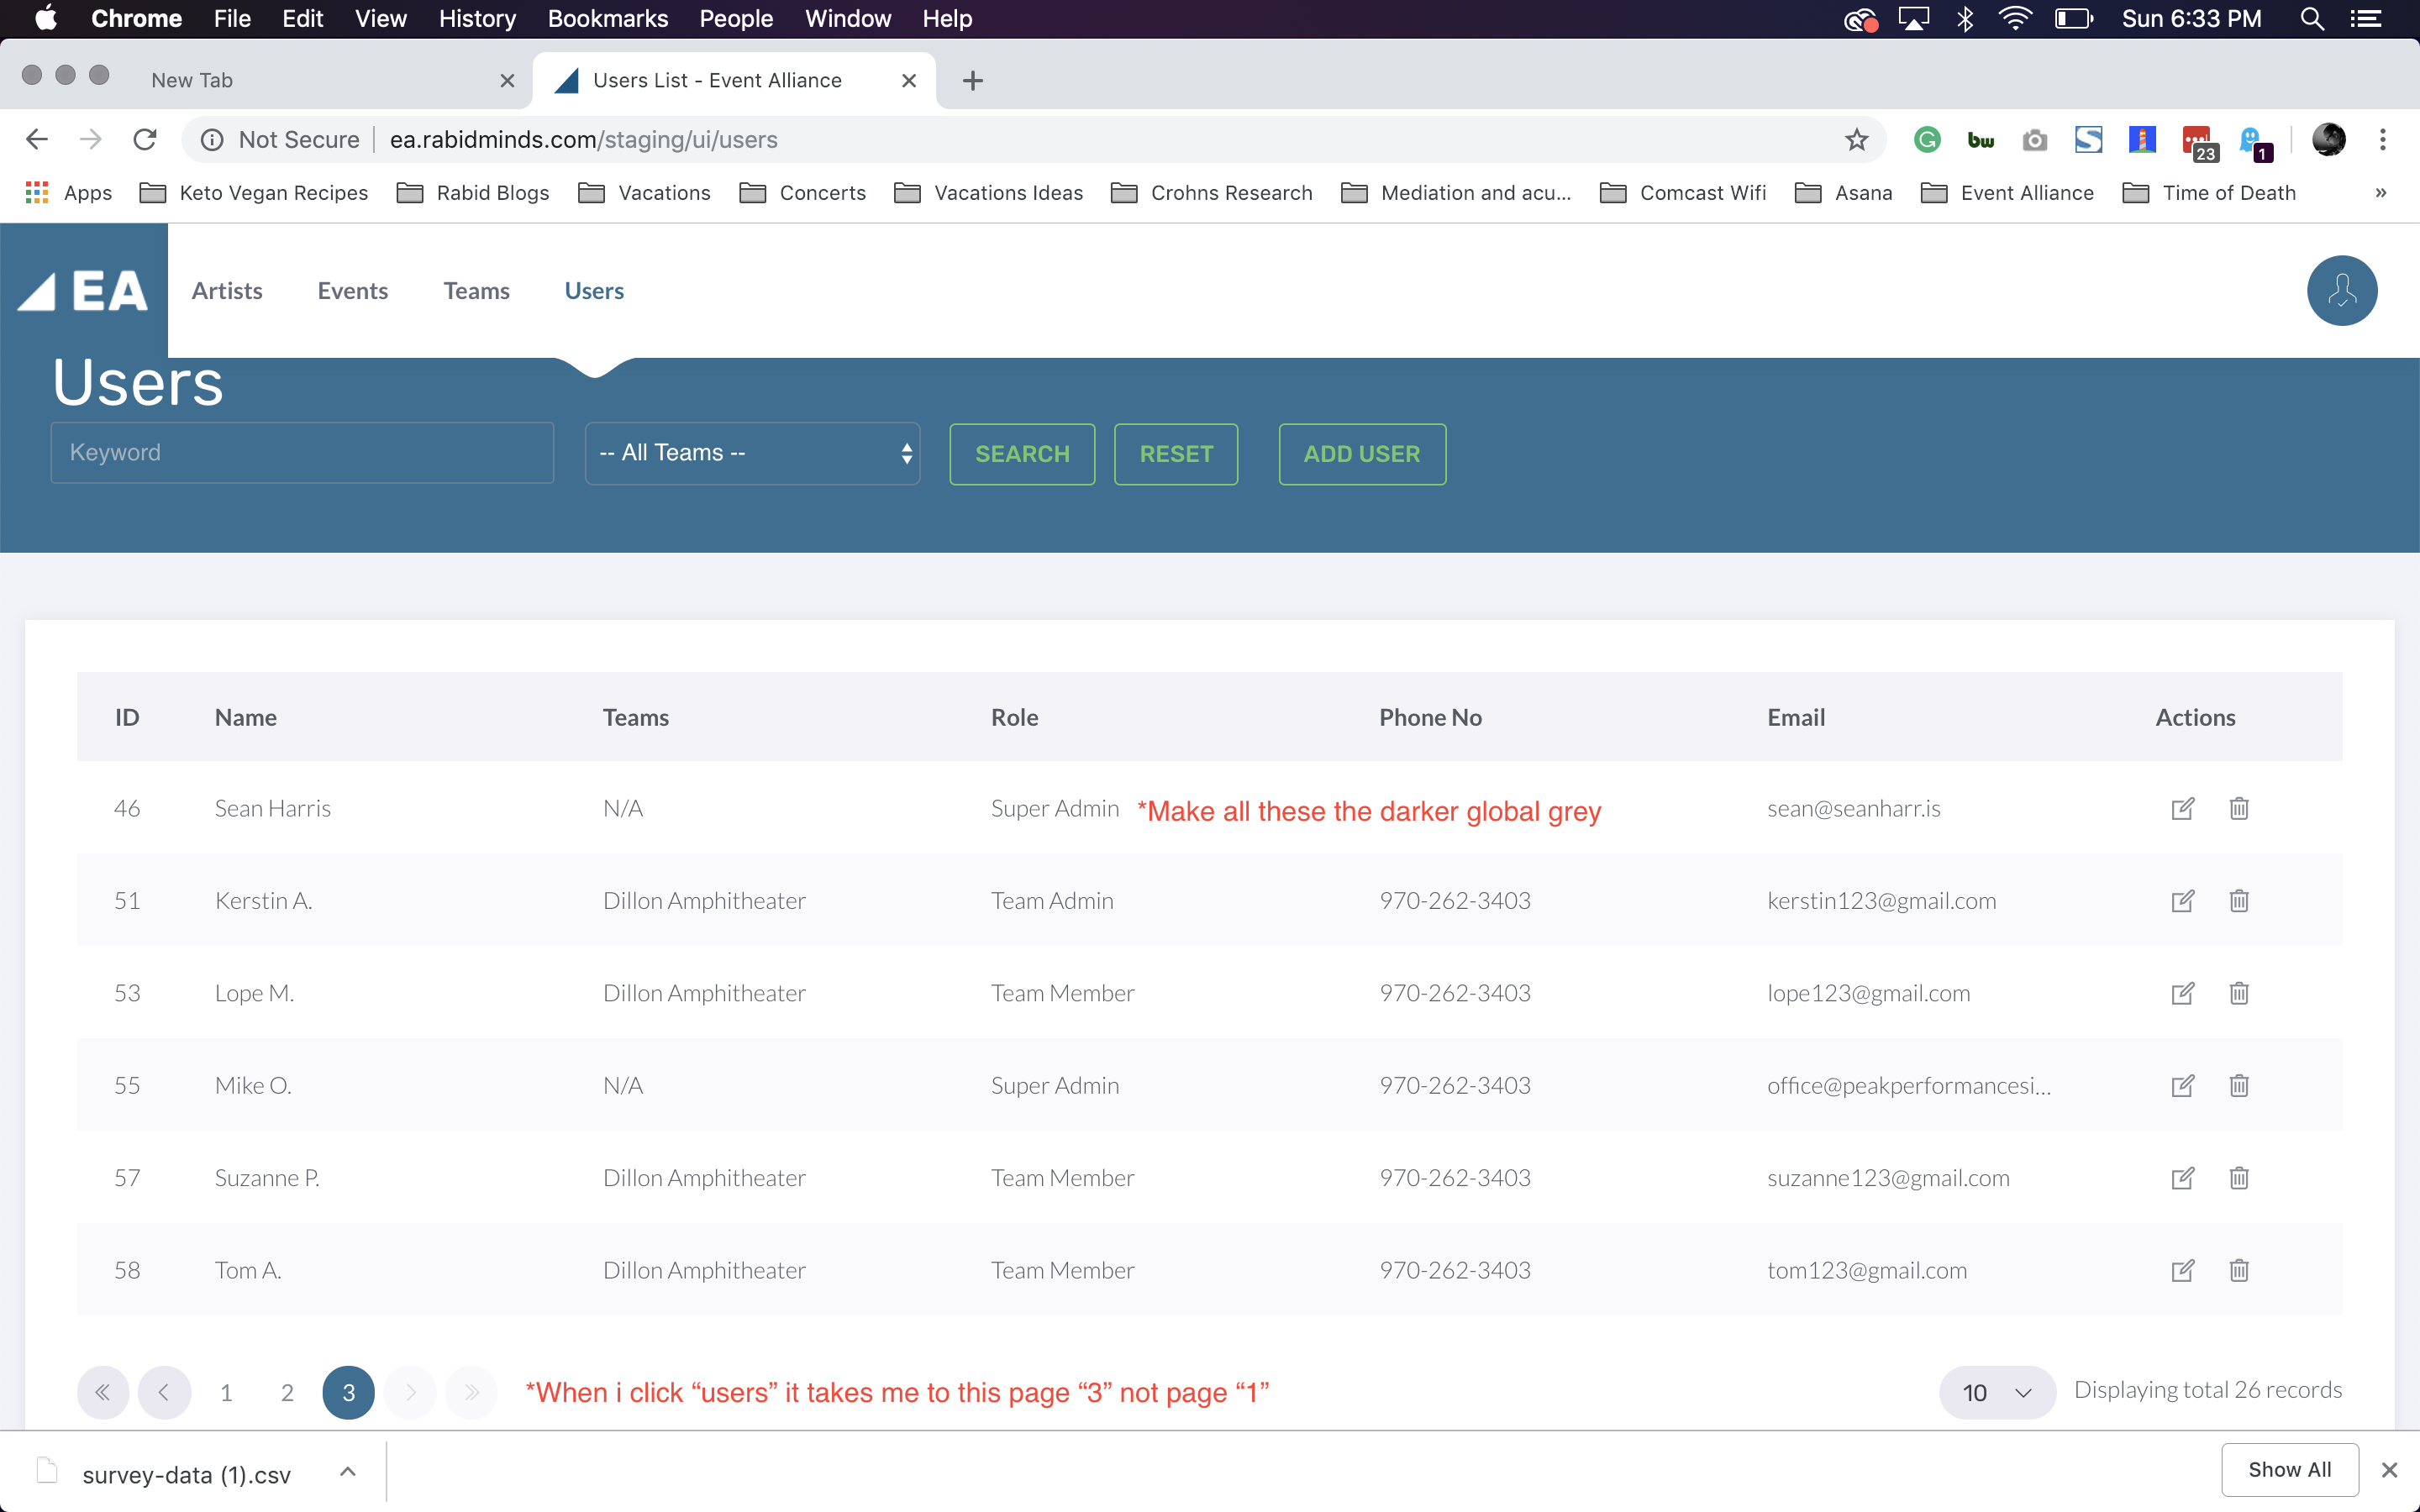 Chrome File Edit View History Bookmarks People Window Help Sun 6:33 PM
New Tab Users List - Event Alliance
Not Secure ea.rabidminds.com/staging/ui/users bw 23 1
Apps Keto Vegan Recipes Rabid Blogs Vacations Concerts Vacations Ideas Crohns Research Mediation and acu... Comcast Wifi Asana Event Alliance Time of Death »
EA Artists Events Teams Users
Users
Keyword -- All Teams -- SEARCH RESET ADD USER
ID Name Teams Role Phone No Email Actions
46 Sean Harris N/A Super Admin *Make all these the darker global grey sean@seanharr.is
51 Kerstin A. Dillon Amphitheater Team Admin 970-262-3403 kerstin123@gmail.com
53 Lope M. Dillon Amphitheater Team Member 970-262-3403 lope123@gmail.com
55 Mike O. N/A Super Admin 970-262-3403 office@peakperformancesi...
57 Suzanne P. Dillon Amphitheater Team Member 970-262-3403 suzanne123@gmail.com
58 Tom A. Dillon Amphitheater Team Member 970-262-3403 tom123@gmail.com
1 2 3 *When i click “users” it takes me to this page “3” not page “1” 10 Displaying total 26 records
survey-data (1).csv Show All